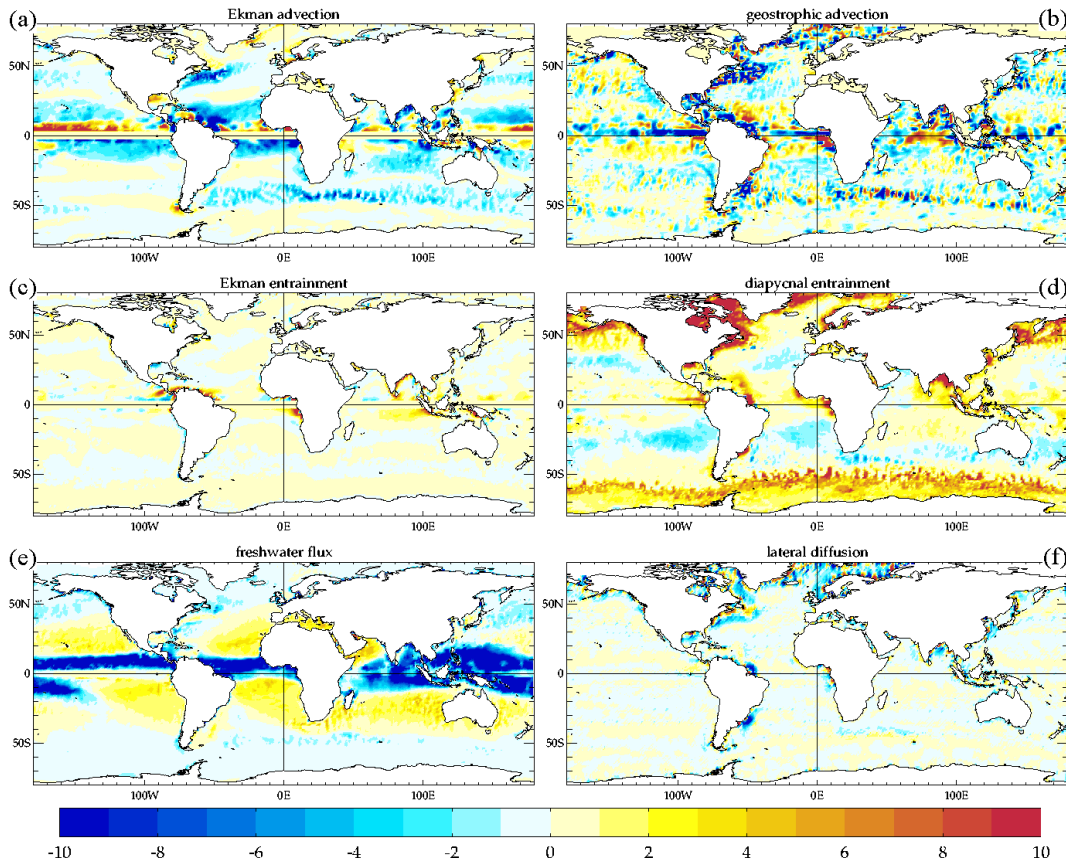 (a) Ekman advection geostrophic advection (b)
50N 50N
0 0
50S 50S
100W 0E 100E 100W 0E 100E
(c) Ekman entrainment diapycnal entrainment (d)
50N 50N
0 0
50S 50S
100W 0E 100E 100W 0E 100E
(e) freshwater flux lateral diffusion (f)
50N 50N
0 0
50S 50S
100W 0E 100E 100W 0E 100E
-10 -8 -6 -4 -2 0 2 4 6 8 10